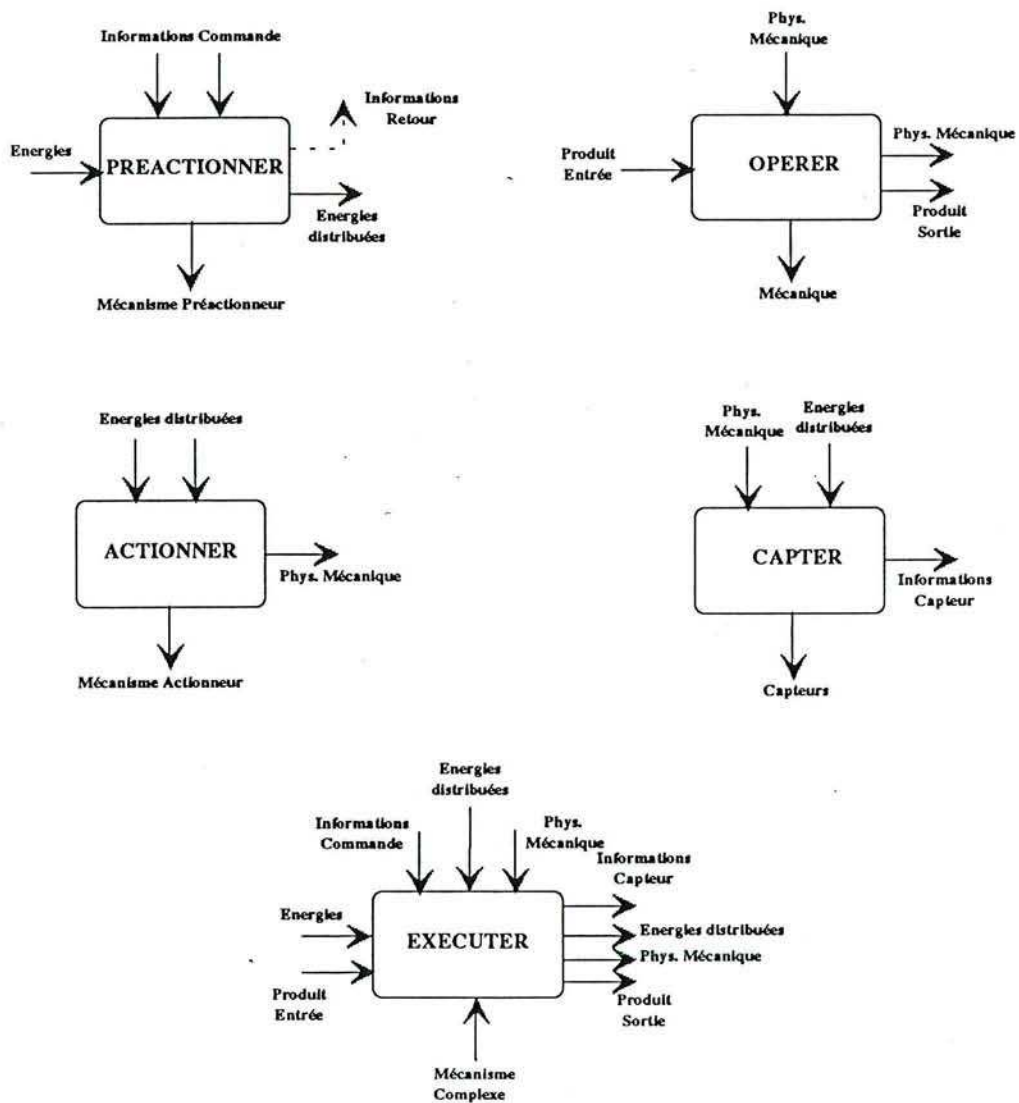 Informations Commande
Informations
Retour
Energies
PREACTIONNER
Energies
distribuées
Mécanisme Préactionneur
Phys.
Mécanique
Produit
Entrée
OPERER
Phys. Mécanique
Produit
Sortie
Mécanique
Energies distribuées
ACTIONNER
Phys. Mécanique
Mécanisme Actionneur
Phys.
Mécanique
Energies
distribuées
CAPTER
Informations
Capteur
Capteurs
Energies
distribuées
Informations
Commande
Phys.
Mécanique
Informations
Capteur
Energies
EXECUTER
Energies distribuées
Phys. Mécanique
Produit
Entrée
Produit
Sortie
Mécanisme
Complexe